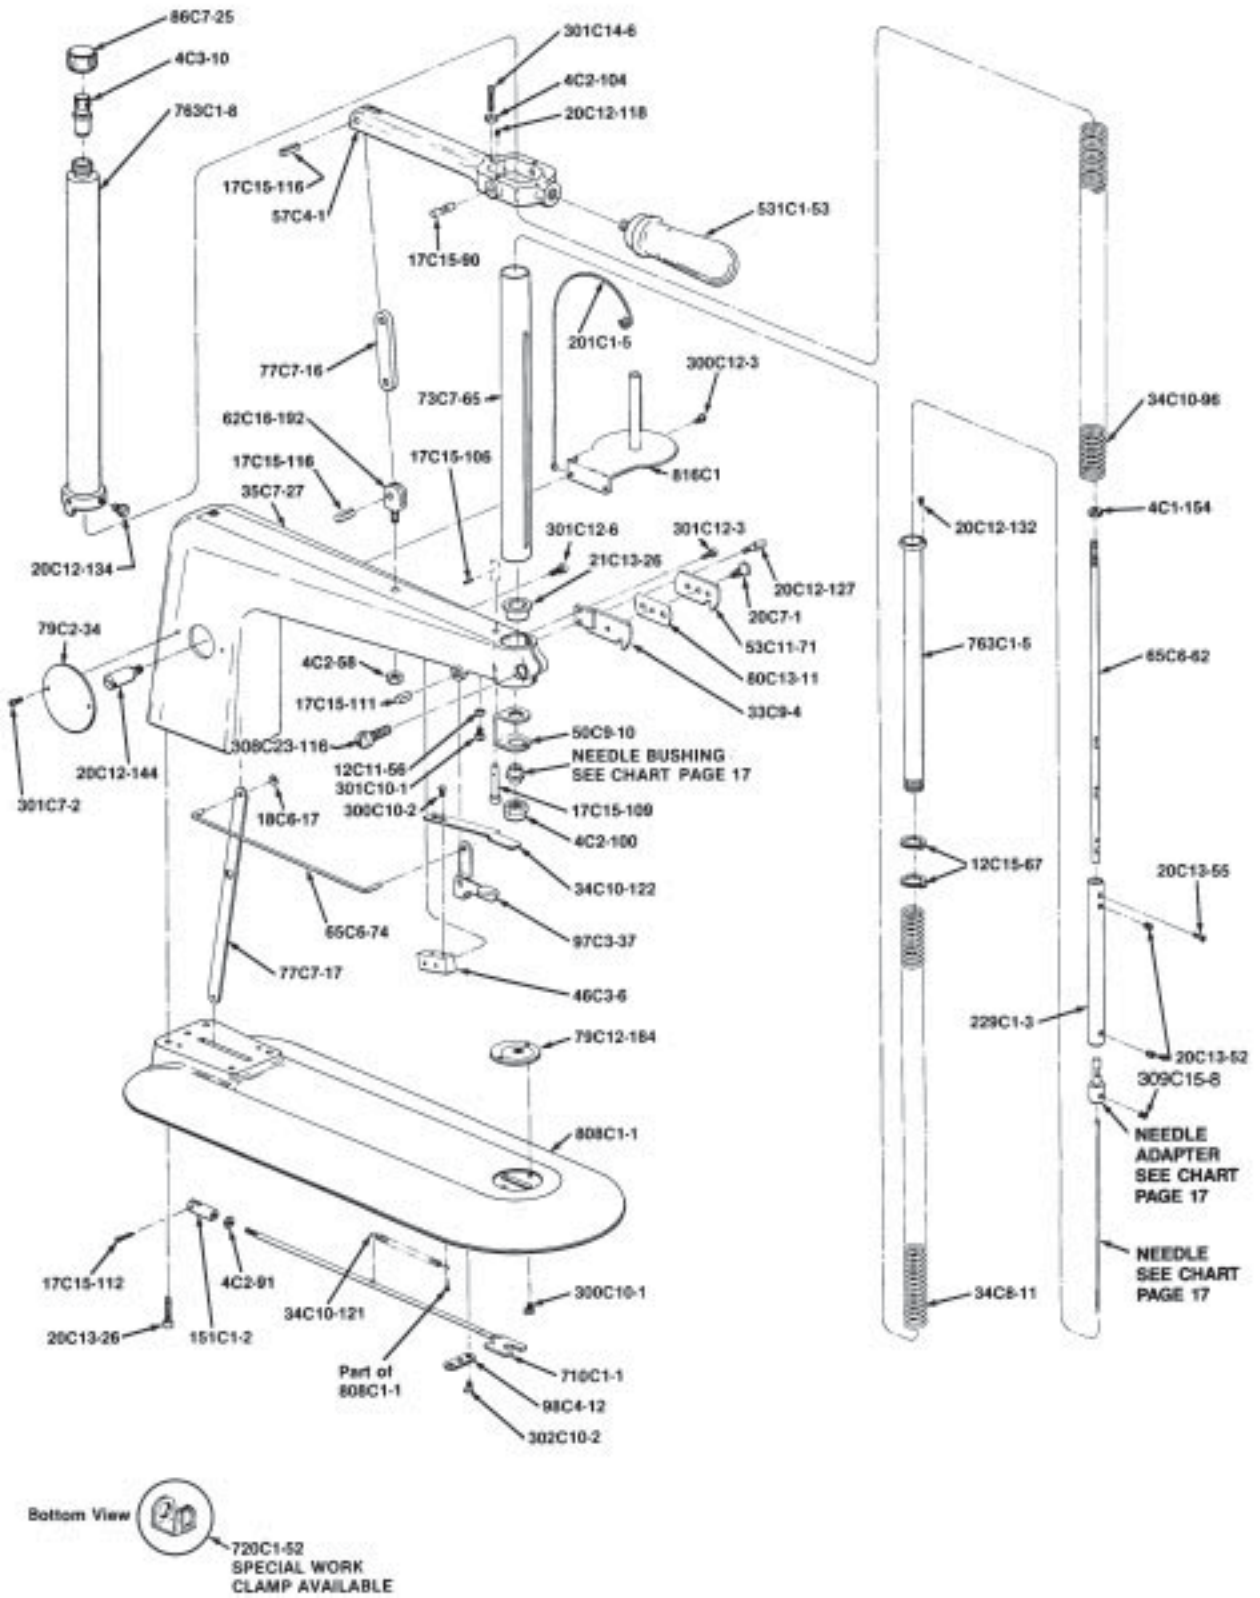 86C7-25
4C3-10
763C1-8
301C14-6
4C2-104
20C12-118
17C15-116
57C4-1
17C15-90
531C1-53
201C1-5
77C7-16
73C7-65
300C12-3
62C16-192
17C15-116
17C15-106
35C7-27
816C1
34C10-96
4C1-154
20C12-132
301C12-6
301C12-3
21C13-26
20C12-134
20C12-127
20C7-1
79C2-34
53C11-71
763C1-5
65C6-62
4C2-58
80C13-11
17C15-111
33C9-4
308C23-116
50C9-10
NEEDLE BUSHING
SEE CHART PAGE 17
20C12-144
12C11-56
301C10-1
301C7-2
18C6-17
300C10-2
17C15-109
4C2-100
12C15-67
20C13-55
34C10-122
65C6-74
97C3-37
77C7-17
46C3-6
229C1-3
79C12-184
20C13-52
309C15-8
808C1-1
NEEDLE
ADAPTER
SEE CHART
PAGE 17
17C15-112
4C2-91
34C10-121
300C10-1
34C8-11
NEEDLE
SEE CHART
PAGE 17
20C13-26
151C1-2
Part of
808C1-1
710C1-1
98C4-12
302C10-2
Bottom View
720C1-52
SPECIAL WORK
CLAMP AVAILABLE